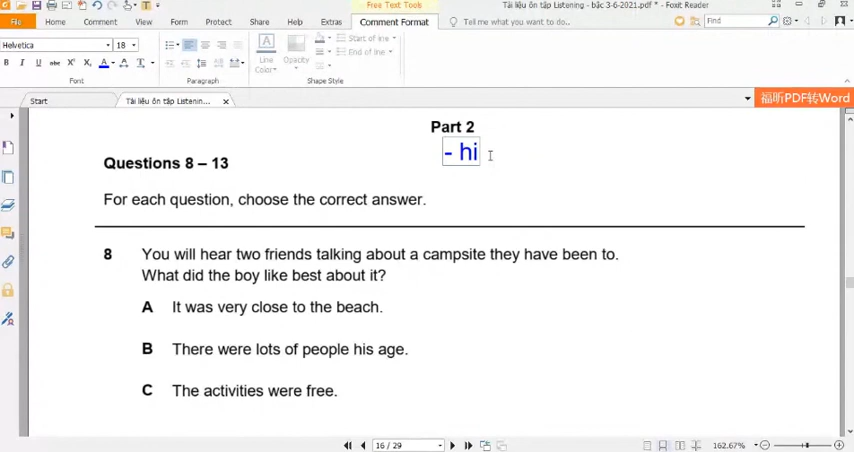 Free Text Tools
Tài liệu ôn tập Listening - bậc 3-6-2021.pdf * - Foxit Reader
File Home Comment View Form Protect Share Help Extras Comment Format Tell me what you want to do... Find
Helvetica 18 Start of line
B I U abc X² X₂ A T Line Color Opacity End of line
Font Paragraph Shape Style
Start Tài liệu ôn tập Listenin... 福昕PDF转Word
Part 2
- hi
Questions 8 – 13
For each question, choose the correct answer.
8 You will hear two friends talking about a campsite they have been to.
What did the boy like best about it?
A It was very close to the beach.
B There were lots of people his age.
C The activities were free.
16 / 29 162.67%